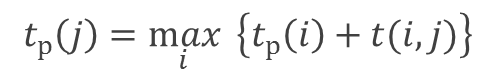 t_p(j) = max_i {t_p(i) + t(i,j)}